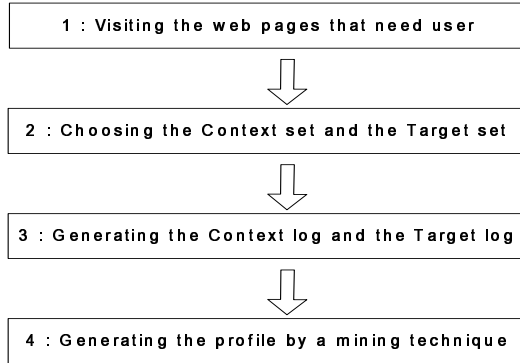 1 : Visiting the web pages that need user
2 : Choosing the Context set and the Target set
3 : Generating the Context log and the Target log
4 : Generating the profile by a mining technique